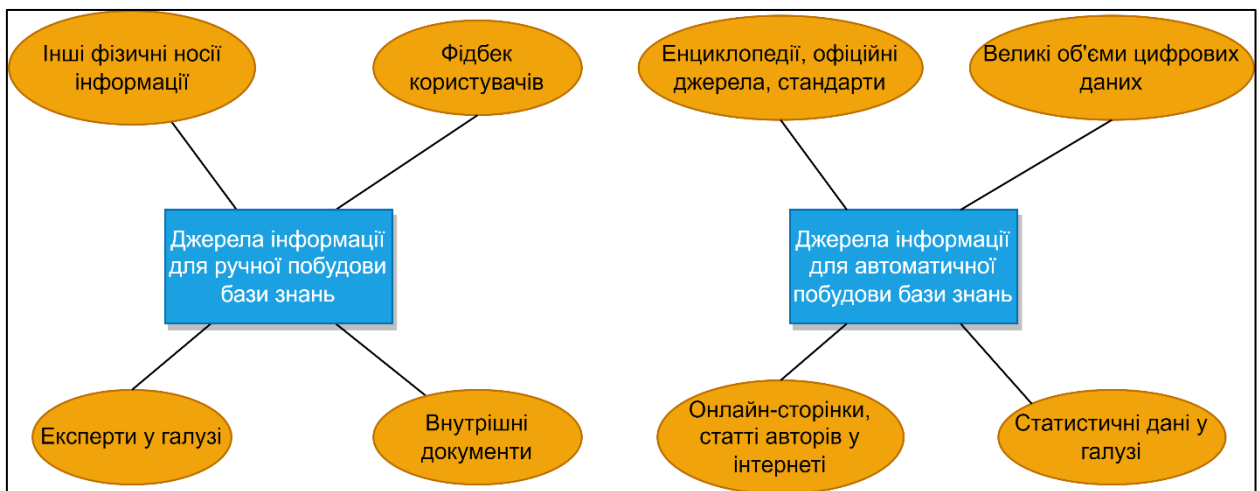 Інші фізичні носії
інформації
Фідбек
користувачів
Енциклопедії, офіційні
джерела, стандарти
Великі об'єми цифрових
даних
Джерела інформації
для ручної побудови
бази знань
Джерела інформації
для автоматичної
побудови бази знань
Експерти у галузі
Внутрішні
документи
Онлайн-сторінки,
статті авторів у
інтернеті
Статистичні дані у
галузі